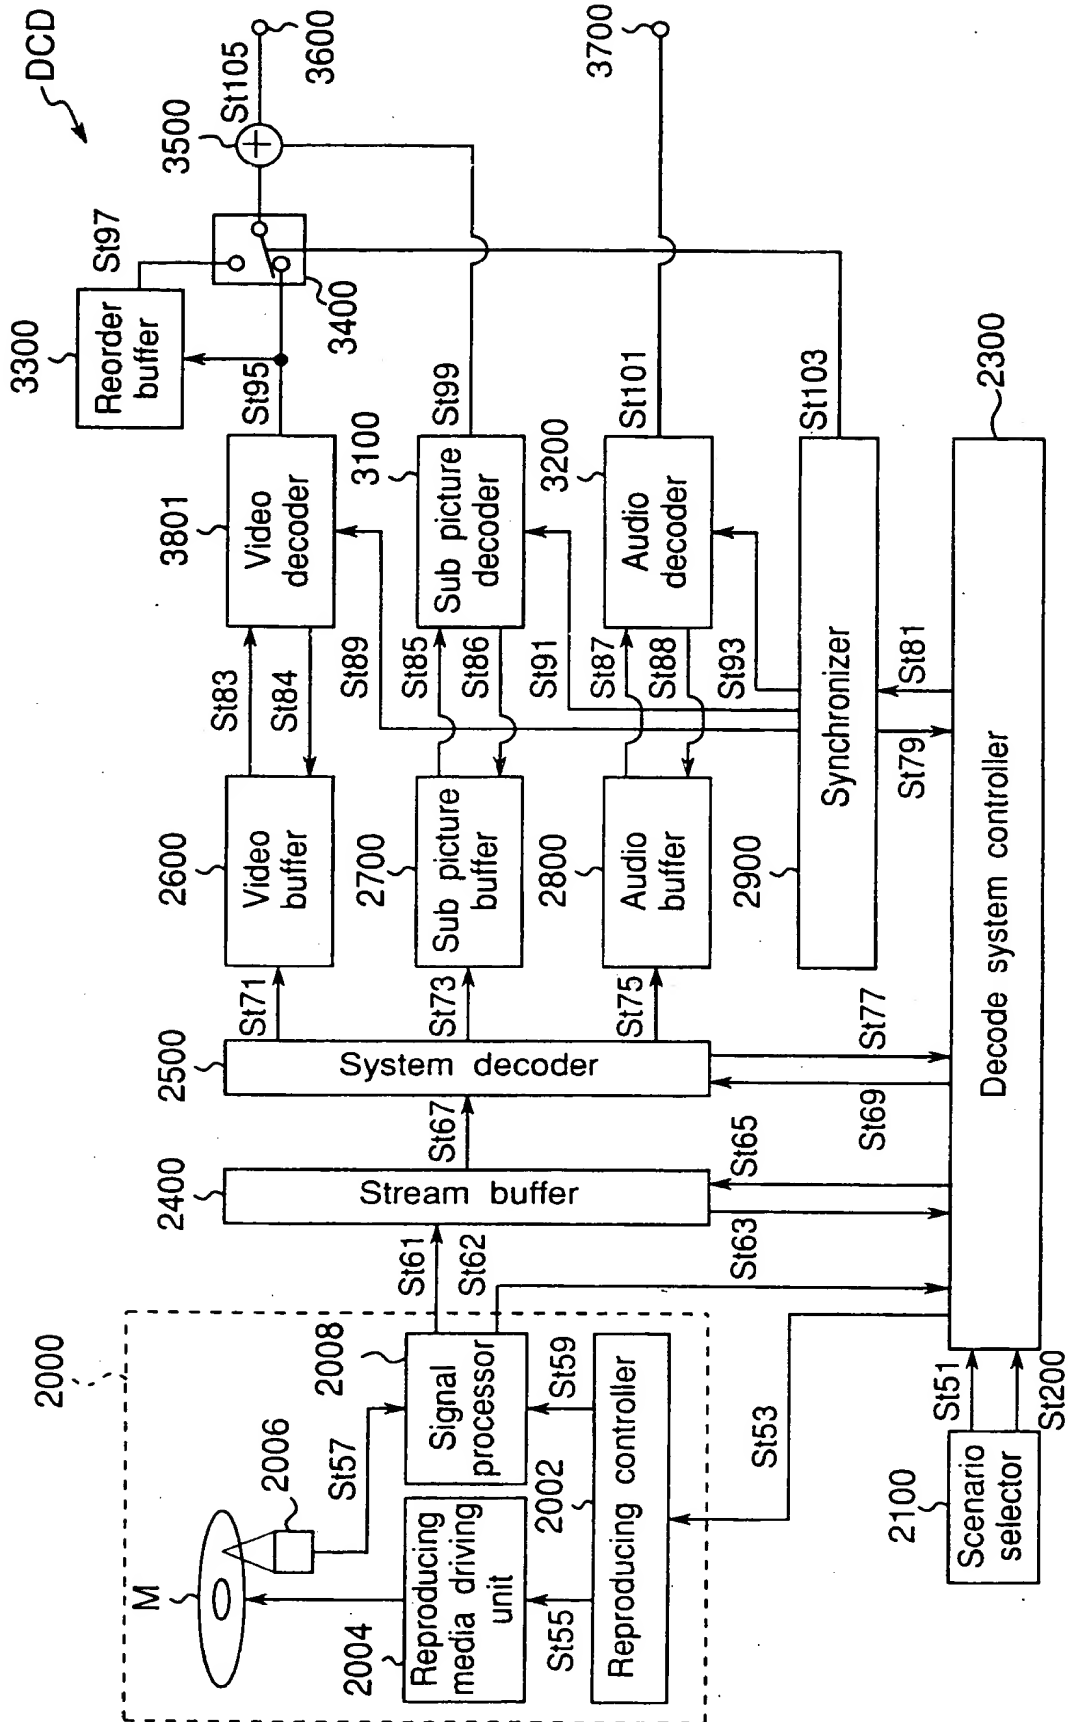 DCD
3300
St97
3500
St105
3600
3700
Reorder
buffer
3400
St95
3801
Video
decoder
3100
St99
Sub picture
decoder
3200
St101
Audio
decoder
St103
2300
St83
St84
St89
St85
St86
St91
St87
St88
St93
St81
St79
2600
Video
buffer
2700
Sub picture
buffer
2800
Audio
buffer
2900
Synchronizer
Decode system controller
St71
St73
St75
St77
St69
2500
System decoder
St67
St65
2400
Stream buffer
St63
St61
St62
2000
2008
Signal
processor
St59
2006
St57
M
2004
Reproducing
media driving
unit
2002
St55
Reproducing controller
St53
St51
St200
2100
Scenario
selector